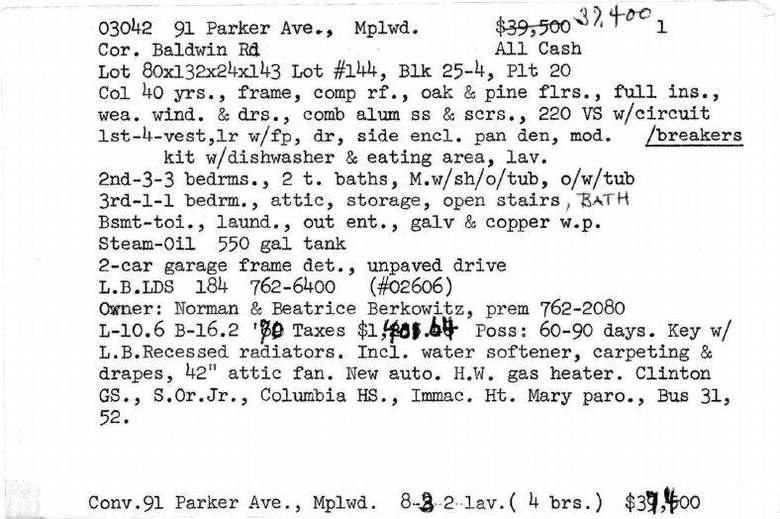 03042 91 Parker Ave., Mplwd. $39,500 37,400 1
Cor. Baldwin Rd All Cash
Lot 80x132x24x143 Lot #144, Blk 25-4, Plt 20
Col 40 yrs., frame, comp rf., oak & pine flrs., full ins.,
wea. wind. & drs., comb alum ss & scrs., 220 VS w/circuit
1st-4-vest,lr w/fp, dr, side encl. pan den, mod. /breakers
kit w/dishwasher & eating area, lav.
2nd-3-3 bedrms., 2 t. baths, M.w/sh/o/tub, o/w/tub
3rd-1-1 bedrm., attic, storage, open stairs, BATH
Bsmt-toi., laund., out ent., galv & copper w.p.
Steam-Oil 550 gal tank
2-car garage frame det., unpaved drive
L.B.LDS 184 762-6400 (#02606)
Owner: Norman & Beatrice Berkowitz, prem 762-2080
L-10.6 B-16.2 Taxes Poss: 60-90 days. Key w/
L.B.Recessed radiators. Incl. water softener, carpeting &
drapes, 42" attic fan. New auto. H.W. gas heater. Clinton
GS., S.Or.Jr., Columbia HS., Immac. Ht. Mary paro., Bus 31,
52.
Conv.91 Parker Ave., Mplwd. 8-3-2 lav.( 4 brs.) $37,400